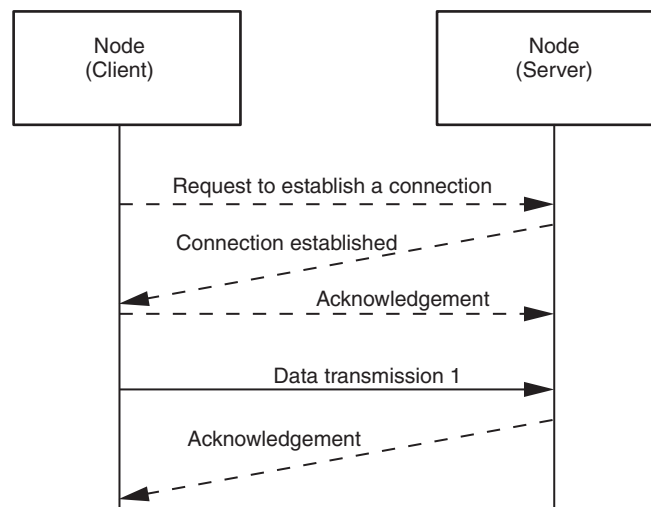 Node
(Client)
Node
(Server)
Request to establish a connection
Connection established
Acknowledgement
Data transmission 1
Acknowledgement